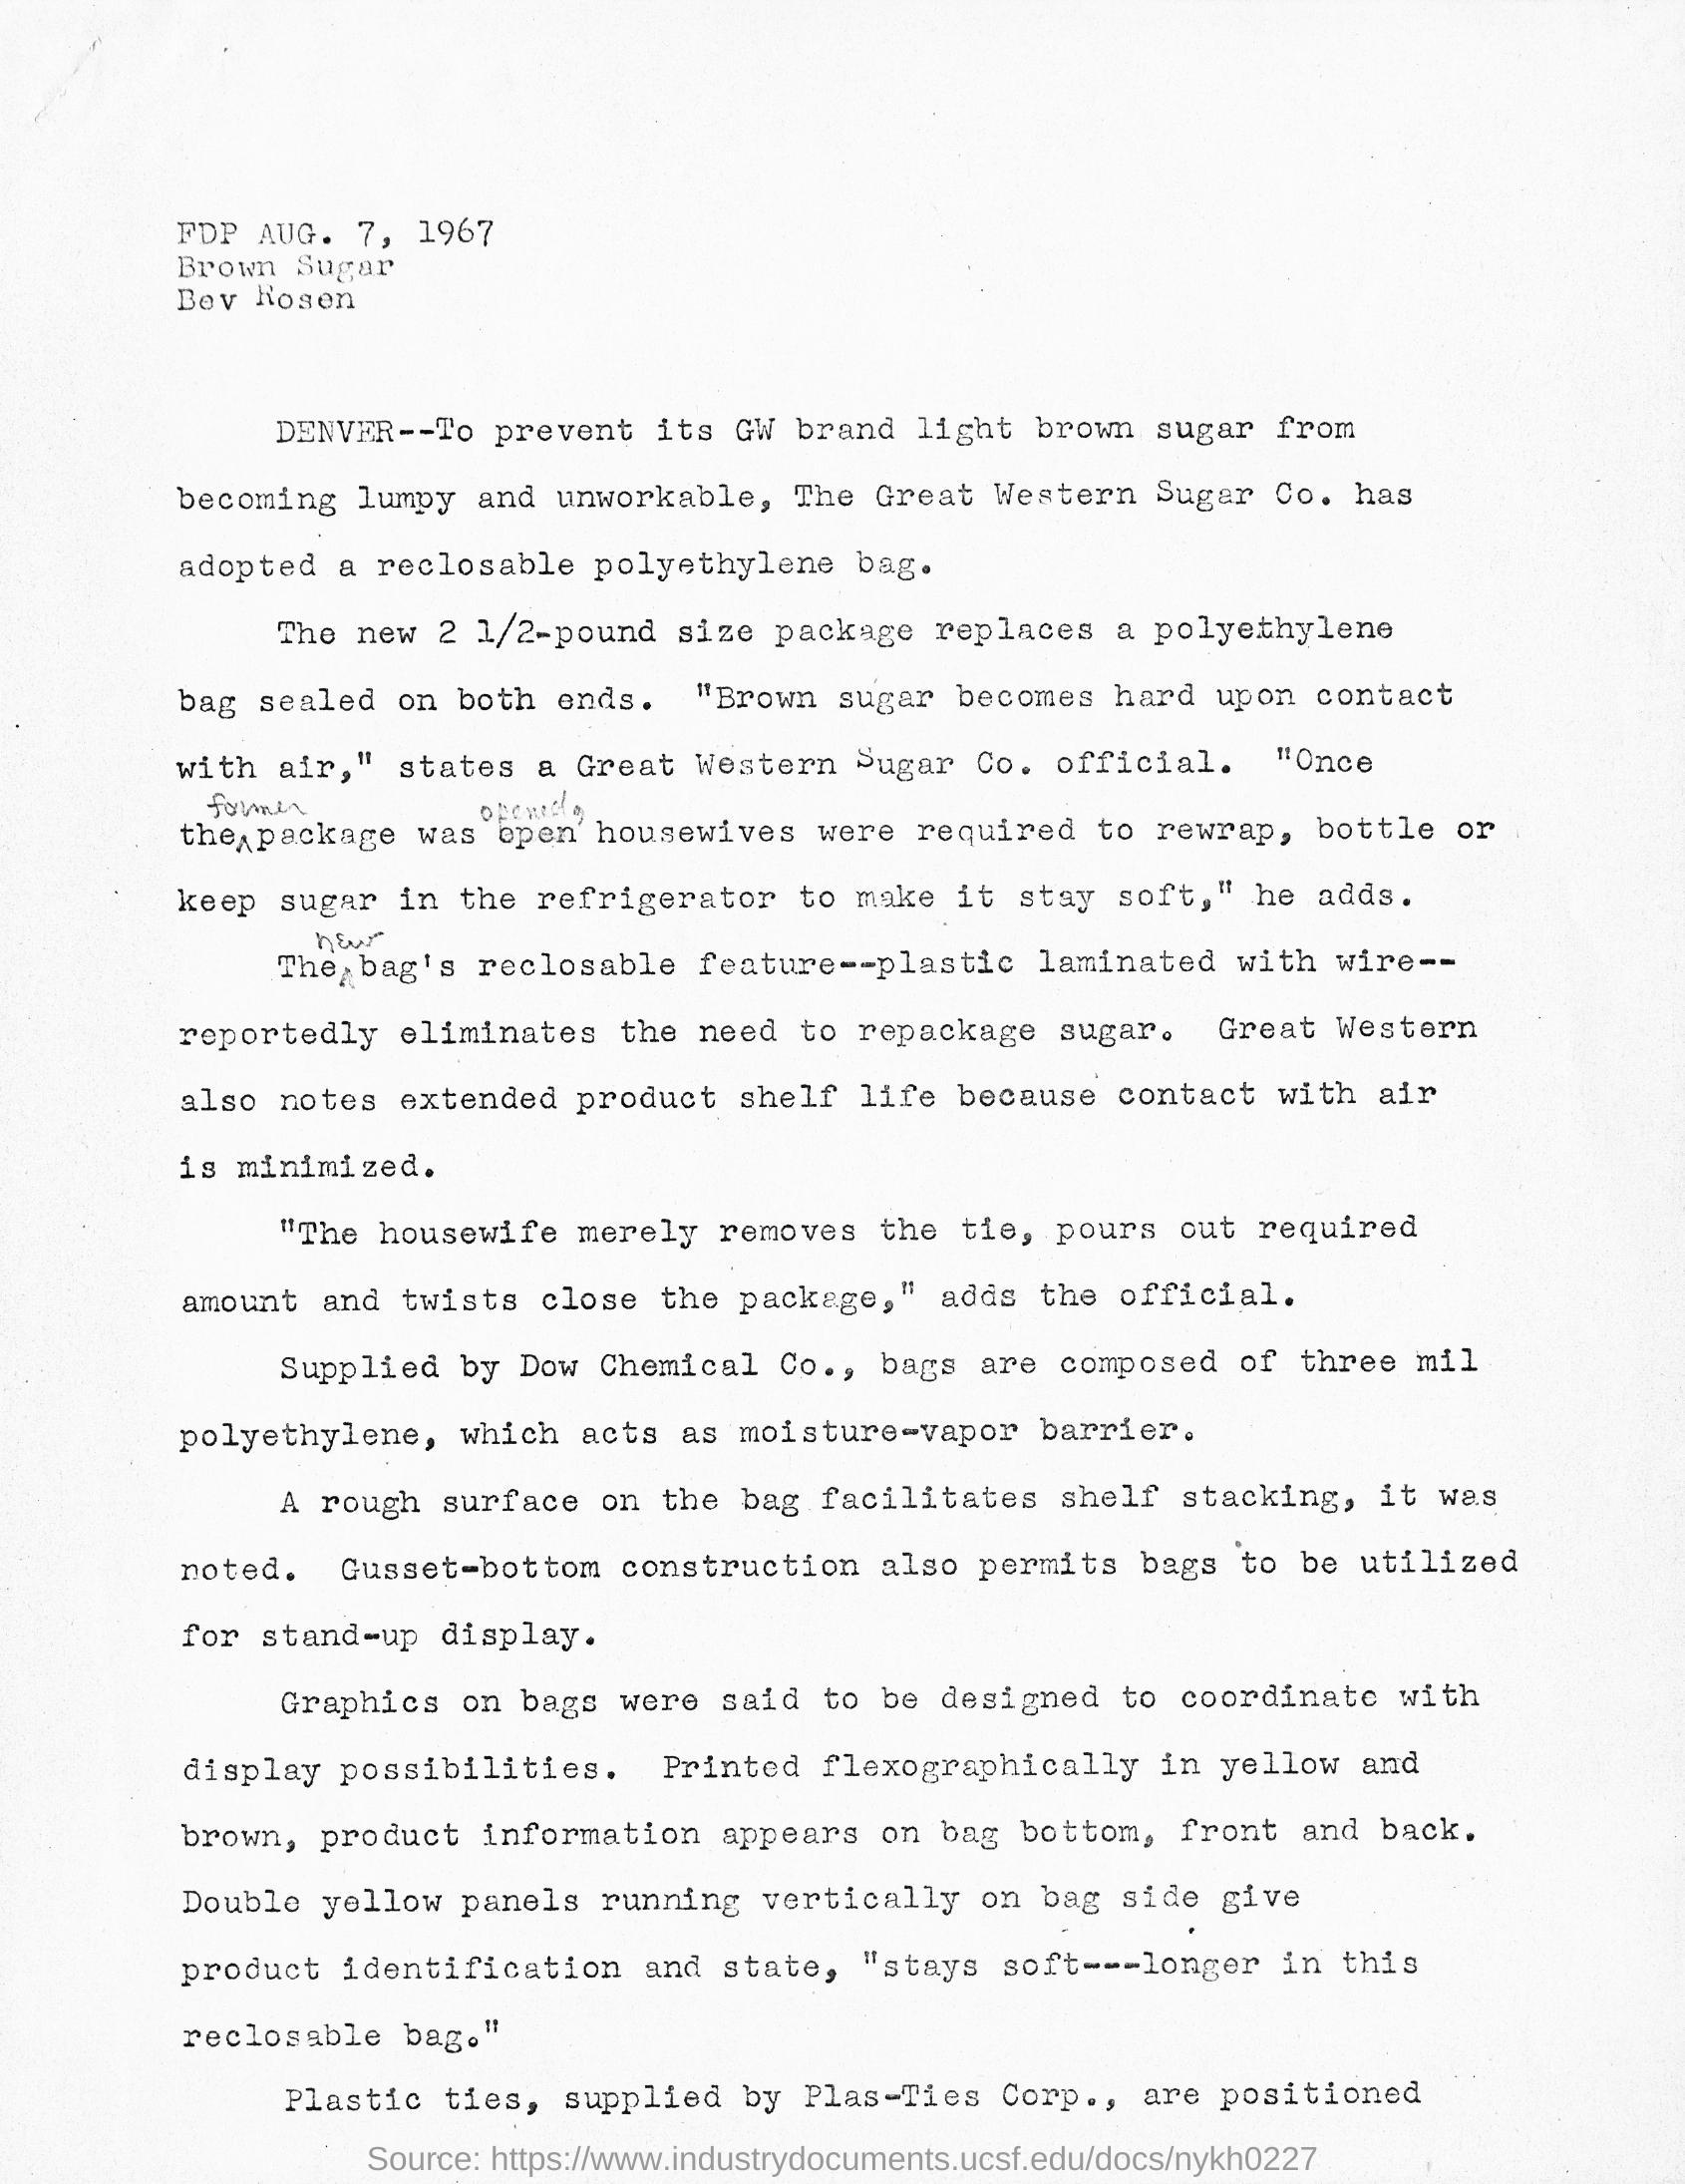 FDP AUG. 7, 1967
Brown Sugar
Bev Rosen
DENVER--To prevent its GW brand light brown sugar from
becoming lumpy and unworkable, The Great Western Sugar Co. has
adopted a reclosable polyethylene bag.
The new 2 1/2-pound size package replaces a polyethylene
bag sealed on both ends. "Brown sugar becomes hard upon contact
with air," states a Great Western Sugar Co. official. "Once
former opened,
the package was open housewives were required to rewrap, bottle or
keep sugar in the refrigerator to make it stay soft," he adds.
new
The bag's reclosable feature--plastic laminated with wire--
reportedly eliminates the need to repackage sugar. Great Western
also notes extended product shelf life because contact with air
is minimized.
"The housewife merely removes the tie, pours out required
amount and twists close the package," adds the official.
Supplied by Dow Chemical Co., bags are composed of three mil
polyethylene, which acts as moisture-vapor barrier.
A rough surface on the bag facilitates shelf stacking, it was
noted. Gusset-bottom construction also permits bags to be utilized
for stand-up display.
Graphics on bags were said to be designed to coordinate with
display possibilities. Printed flexographically in yellow and
brown, product information appears on bag bottom, front and back.
Double yellow panels running vertically on bag side give
product identification and state, "stays soft---longer in this
reclosable bag."
Plastic ties, supplied by Plas-Ties Corp., are positioned
Source: https://www.industrydocuments.ucsf.edu/docs/nykh0227